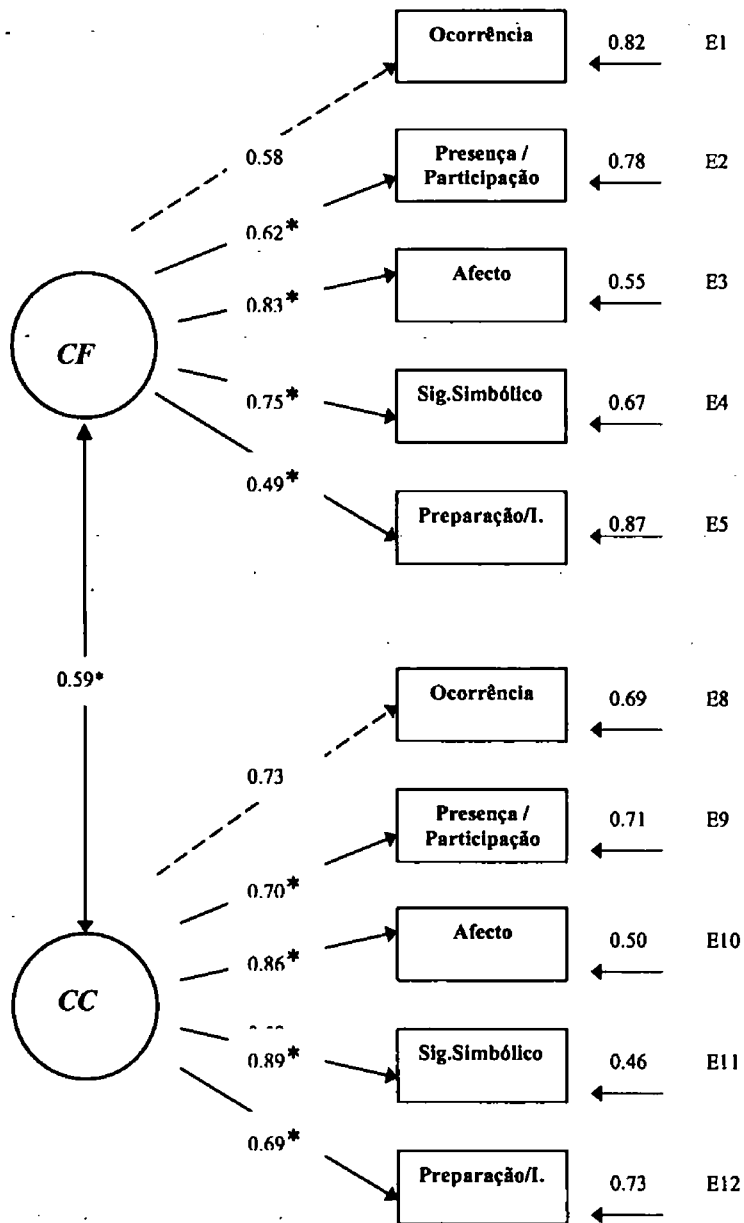 Ocorrência
0.82 E1
0.58
Presença /
Participação
0.78 E2
0.62*
Afecto
0.55 E3
0.83*
CF
Sig.Simbólico
0.67 E4
0.75*
0.49*
Preparação/I.
0.87 E5
0.59*
Ocorrência
0.69 E8
0.73
Presença /
Participação
0.71 E9
0.70*
Afecto
0.50 E10
0.86*
CC
Sig.Simbólico
0.46 E11
0.89*
0.69*
Preparação/I.
0.73 E12